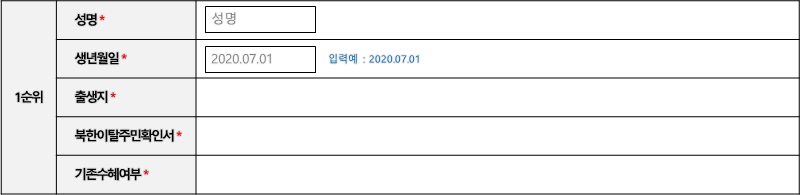 성명 *
성명
생년월일 *
2020.07.01
입력예 : 2020.07.01
1순위
출생지 *
북한이탈주민확인서 *
기존수혜여부 *